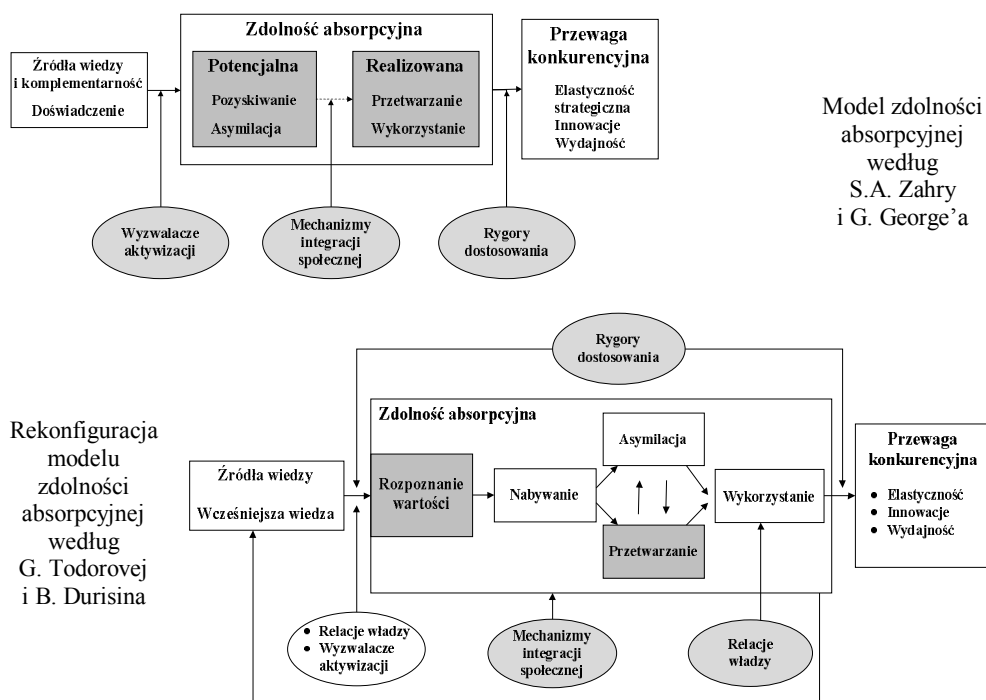 Zdolność absorpcyjna
Źródła wiedzy
i komplementarność
Doświadczenie
Potencjalna
Pozyskiwanie
Asymilacja
Realizowana
Przetwarzanie
Wykorzystanie
Przewaga
konkurencyjna
Elastyczność
strategiczna
Innowacje
Wydajność
Wyzwalacze
aktywizacji
Mechanizmy
integracji
społecznej
Rygory
dostosowania
Model zdolności
absorpcyjnej
według
S.A. Zahry
i G. George’a
Rekonfiguracja
modelu
zdolności
absorpcyjnej
według
G. Todorovej
i B. Durisina
Rygory
dostosowania
Zdolność absorpcyjna
Źródła wiedzy
Wcześniejsza wiedza
Rozpoznanie
wartości
Nabywanie
Asymilacja
Przetwarzanie
Wykorzystanie
Przewaga
konkurencyjna
• Elastyczność
• Innowacje
• Wydajność
• Relacje władzy
• Wyzwalacze
aktywizacji
Mechanizmy
integracji
społecznej
Relacje
władzy